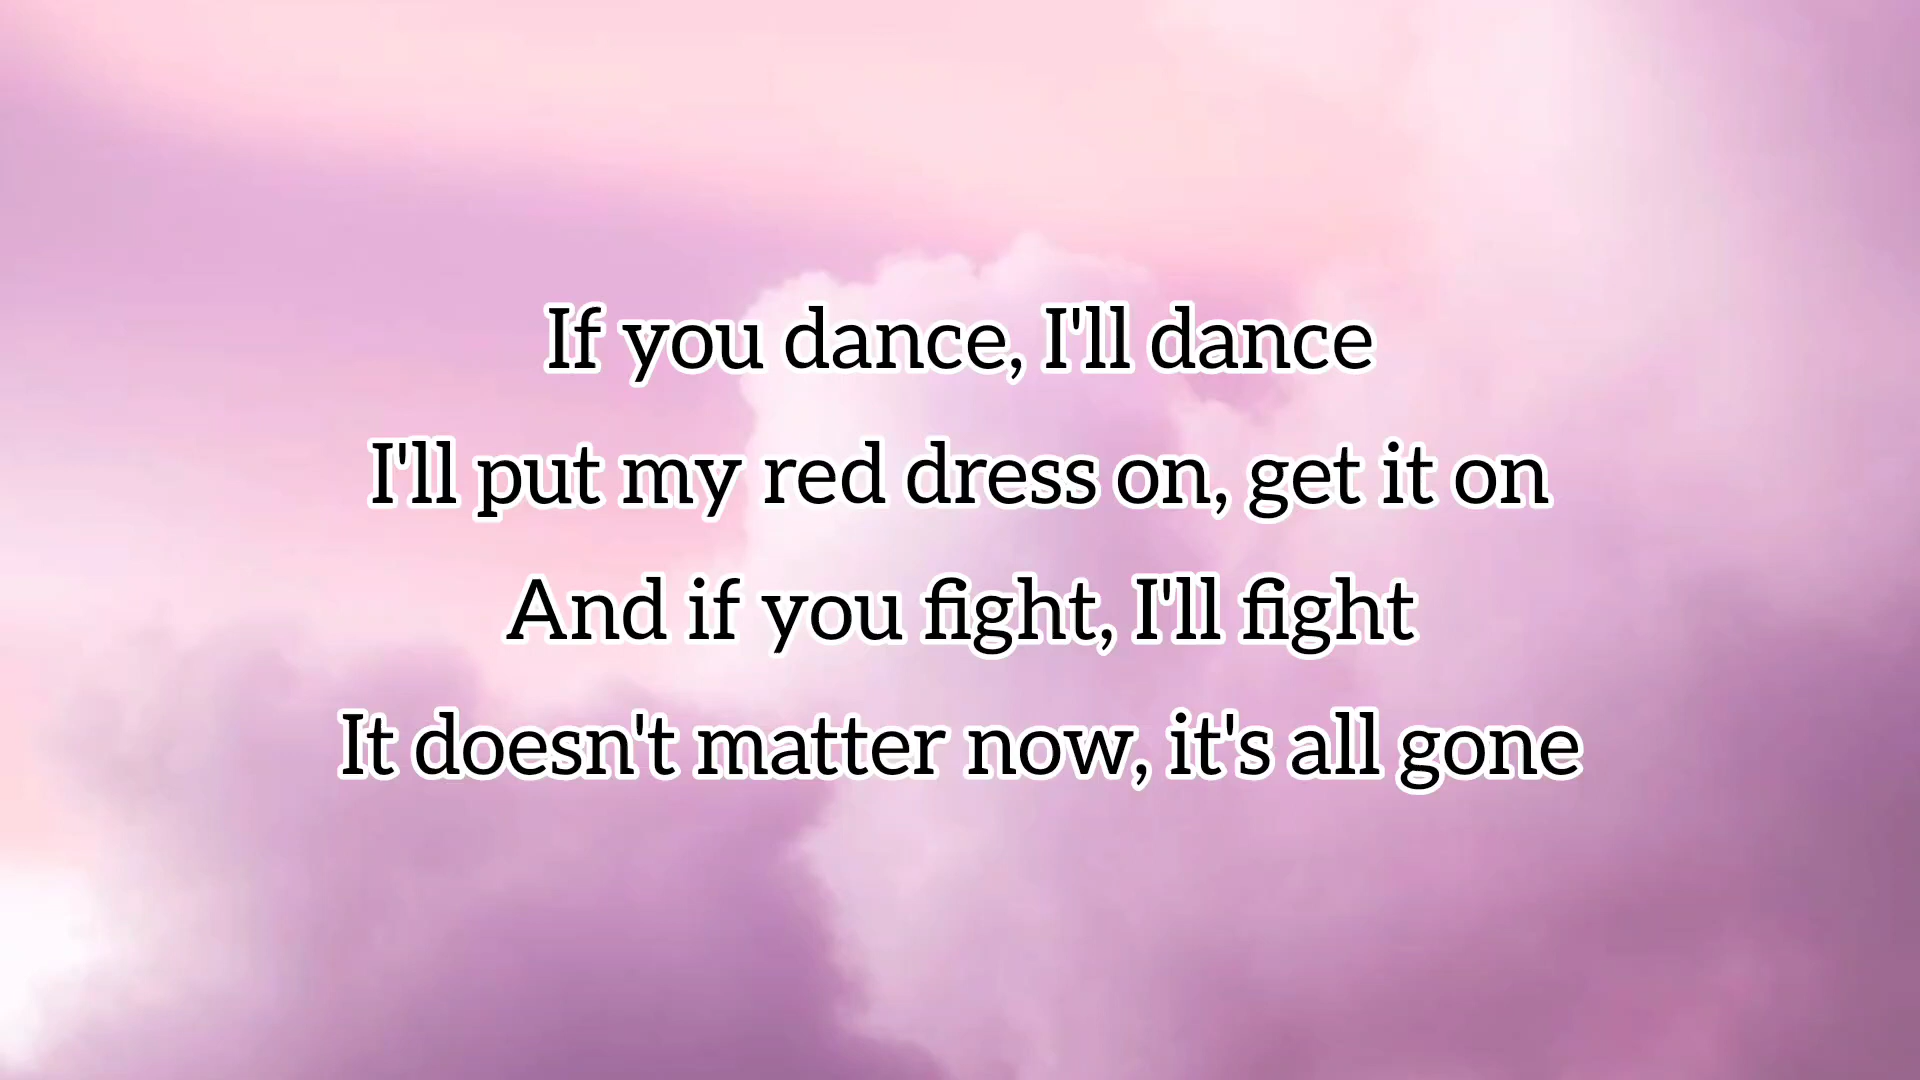 If you dance, I'll dance
I'll put my red dress on, get it on
And if you fight, I'll fight
It doesn't matter now, it's all gone